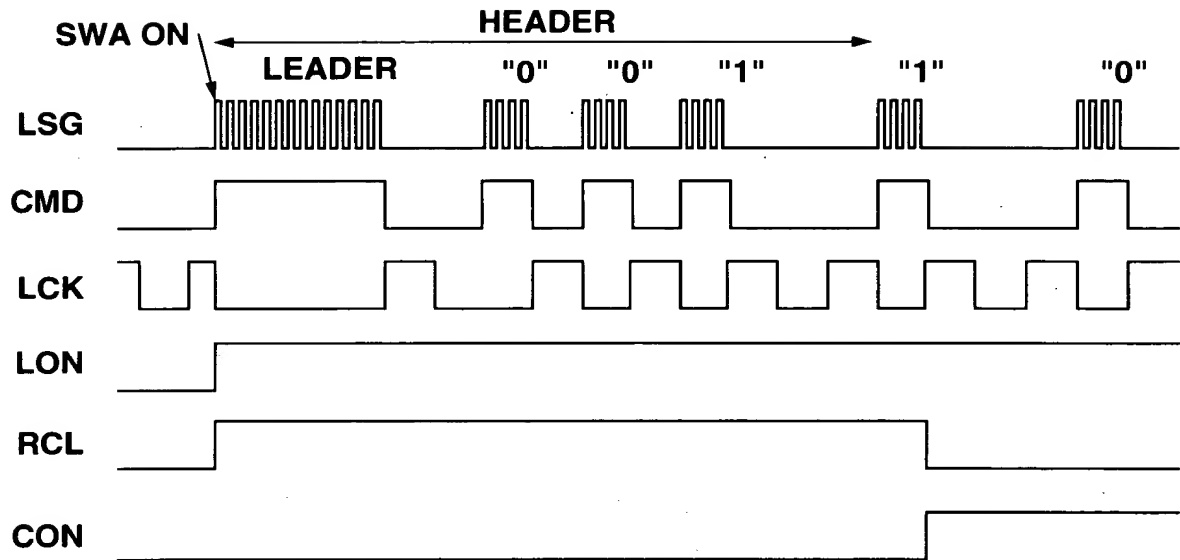 HEADER
SWA ON
LEADER "0" "0" "1" "1" "0"
LSG
CMD
LCK
LON
RCL
CON